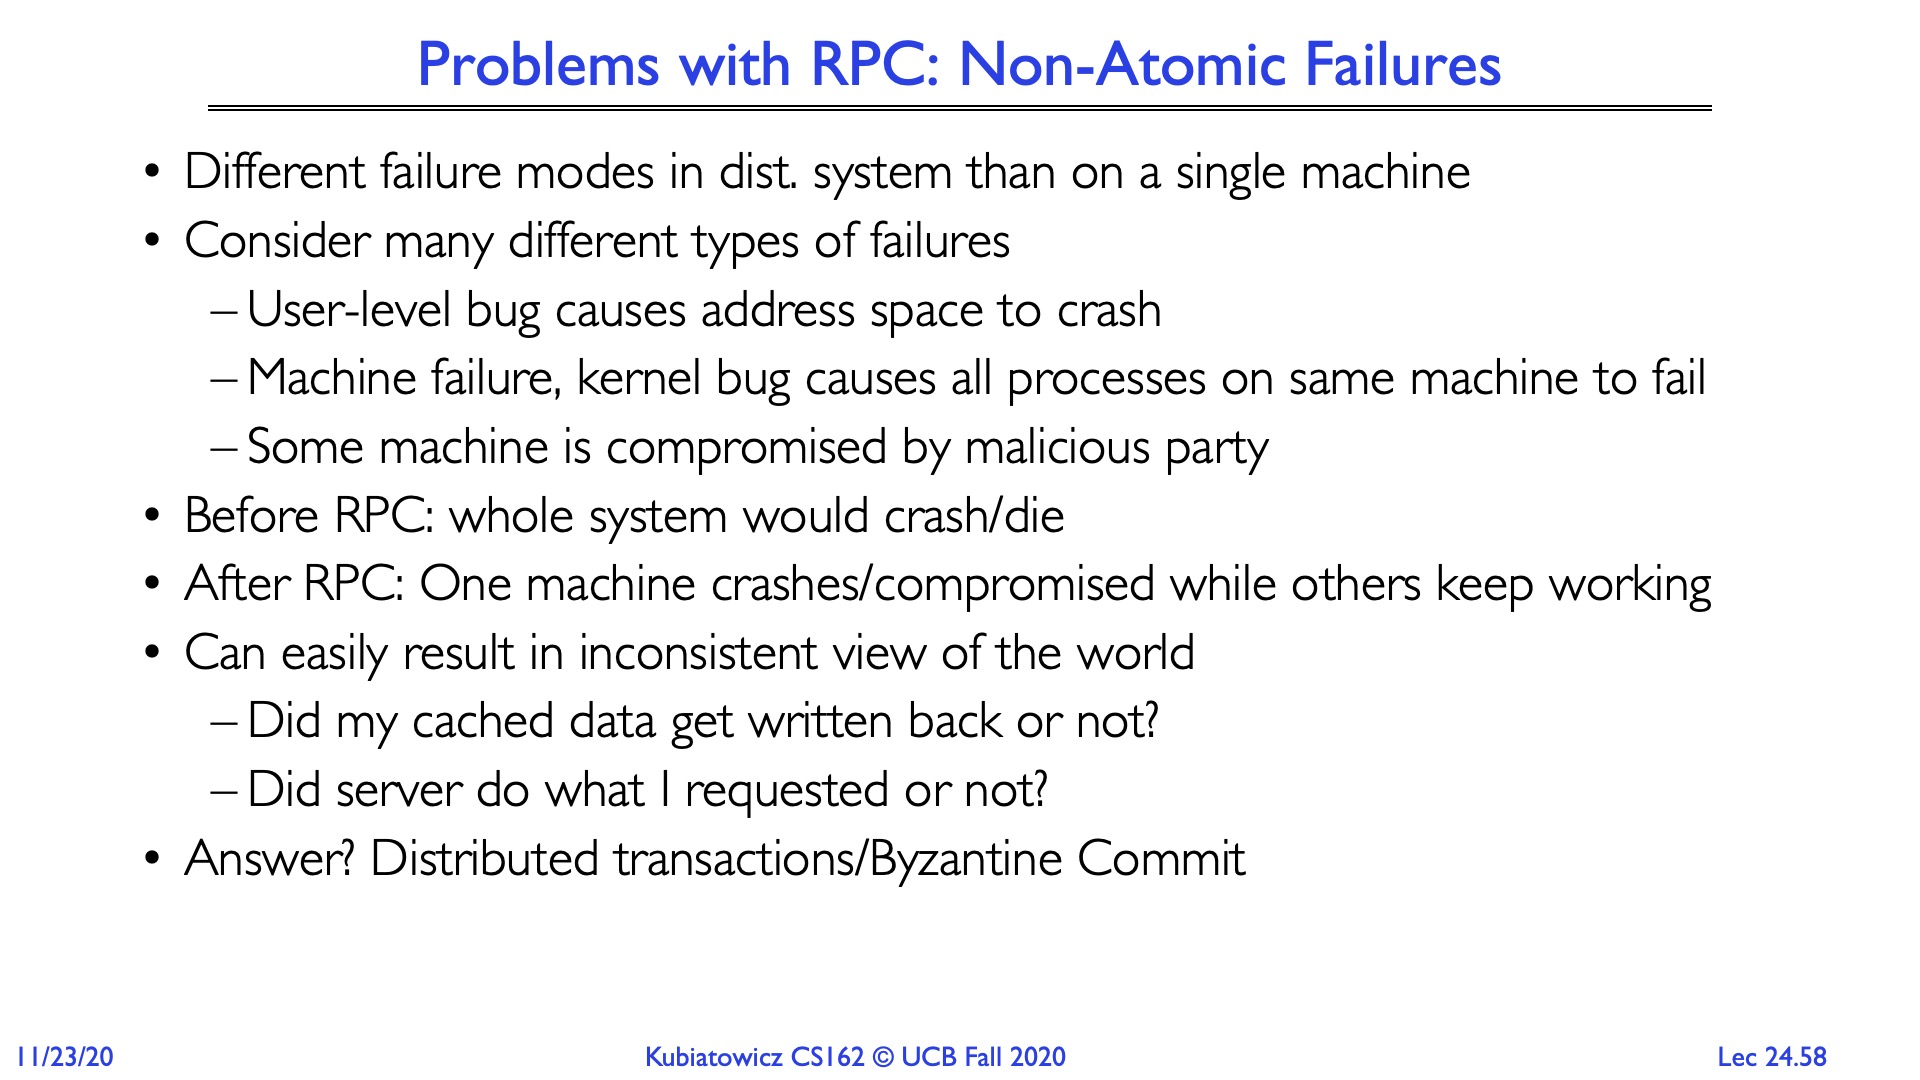 Problems with RPC: Non-Atomic Failures
• Different failure modes in dist. system than on a single machine
• Consider many different types of failures
– User-level bug causes address space to crash
– Machine failure, kernel bug causes all processes on same machine to fail
– Some machine is compromised by malicious party
• Before RPC: whole system would crash/die
• After RPC: One machine crashes/compromised while others keep working
• Can easily result in inconsistent view of the world
– Did my cached data get written back or not?
– Did server do what I requested or not?
• Answer? Distributed transactions/Byzantine Commit
11/23/20
Kubiatowicz CS162 © UCB Fall 2020
Lec 24.58